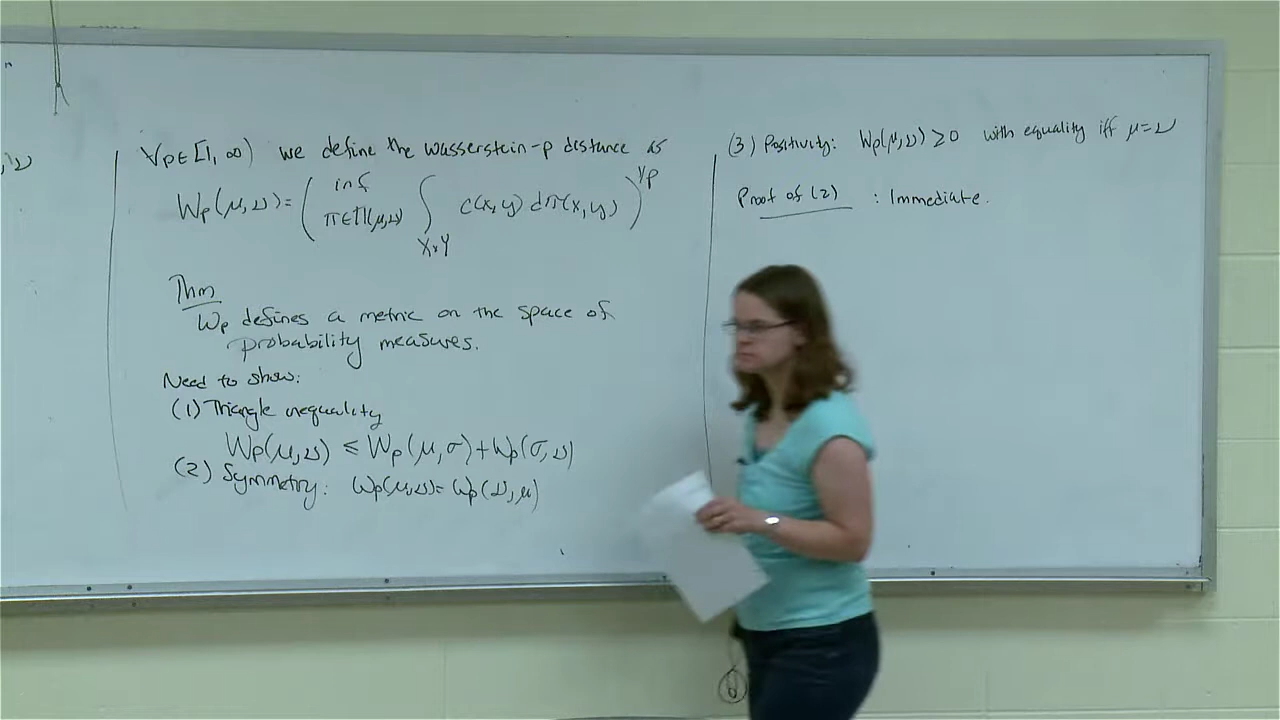 ∀p∈[1, ∞) we define the Wasserstein-p distance as
Wp(μ,ν)= ( inf π∈Π(μ,ν) ∫ X×Y c(x,y) dπ(x,y) )^1/p
Thm
Wp defines a metric on the space of
probability measures.
Need to show:
(1) Triangle inequality
Wp(μ,ν) ≤ Wp(μ,σ)+Wp(σ,ν)
(2) Symmetry: Wp(μ,ν)=Wp(ν,μ)
(3) Positivity: Wp(μ,ν) ≥0 with equality iff μ=ν
Proof of (2) : Immediate.